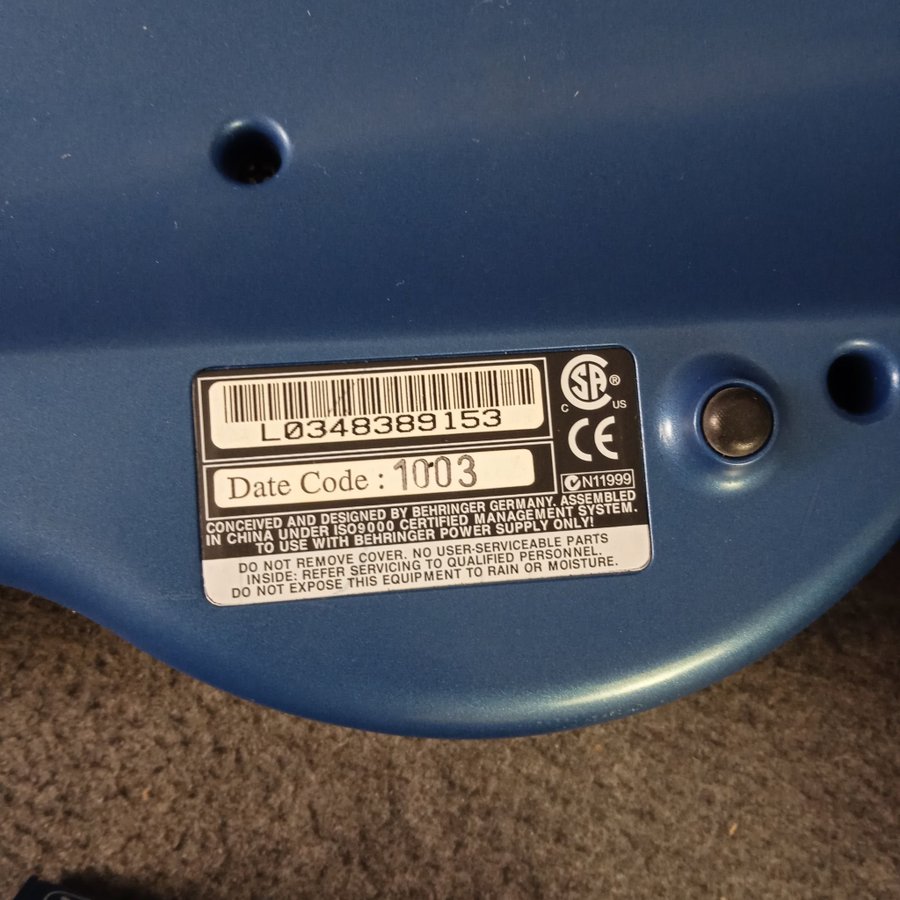 L0348389153
Date Code : 1003
CSA ®
C US
CE
N11999
CONCEIVED AND DESIGNED BY BEHRINGER GERMANY. ASSEMBLED
IN CHINA UNDER ISO9000 CERTIFIED MANAGEMENT SYSTEM.
TO USE WITH BEHRINGER POWER SUPPLY ONLY!
DO NOT REMOVE COVER. NO USER-SERVICEABLE PARTS
INSIDE: REFER SERVICING TO QUALIFIED PERSONNEL.
DO NOT EXPOSE THIS EQUIPMENT TO RAIN OR MOISTURE.